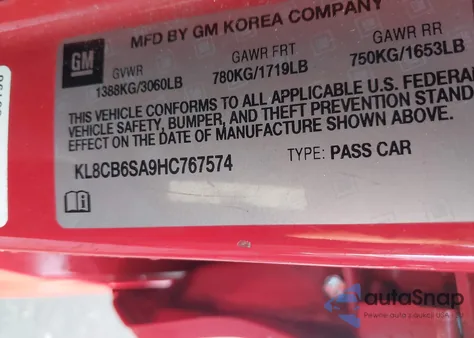 MFD BY GM KOREA COMPANY
GM
GVWR
1388KG/3060LB
GAWR FRT
780KG/1719LB
GAWR RR
750KG/1653LB
THIS VEHICLE CONFORMS TO ALL APPLICABLE U.S. FEDERA
VEHICLE SAFETY, BUMPER, AND THEFT PREVENTION STAND
EFFECT ON THE DATE OF MANUFACTURE SHOWN ABOVE.
KL8CB6SA9HC767574
TYPE: PASS CAR
autoSnap